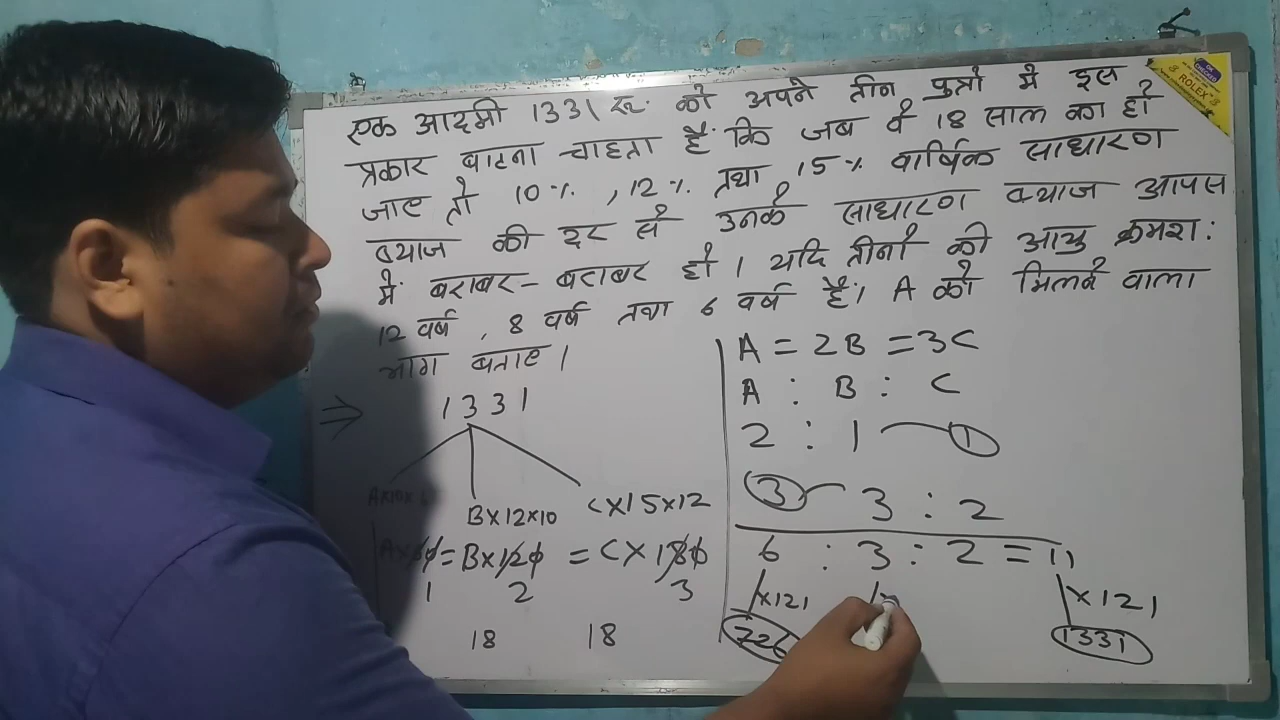 एक आदमी 1331 रू. को अपने तीन पुत्रों में इस
प्रकार बाटना चाहता है कि जब वे 18 साल का हो
जाए तो 10%, 12% तथा 15% वार्षिक साधारण
ब्याज की दर से उनके साधारण ब्याज आपस
में बराबर-बराबर हो । यदि तीनों की आयु क्रमश:
12 वर्ष, 8 वर्ष तथा 6 वर्ष है। A को मिलने वाला
भाग बताए ।
⇒ 1331
B×12×10 C×15×12
= B×120 = C×180
1 2 3
18 18
A = 2B = 3C
A : B : C
2 : 1 — 1
3 — 3 : 2
6 : 3 : 2 = 11
×121 ×121
726 1331
ROLEX